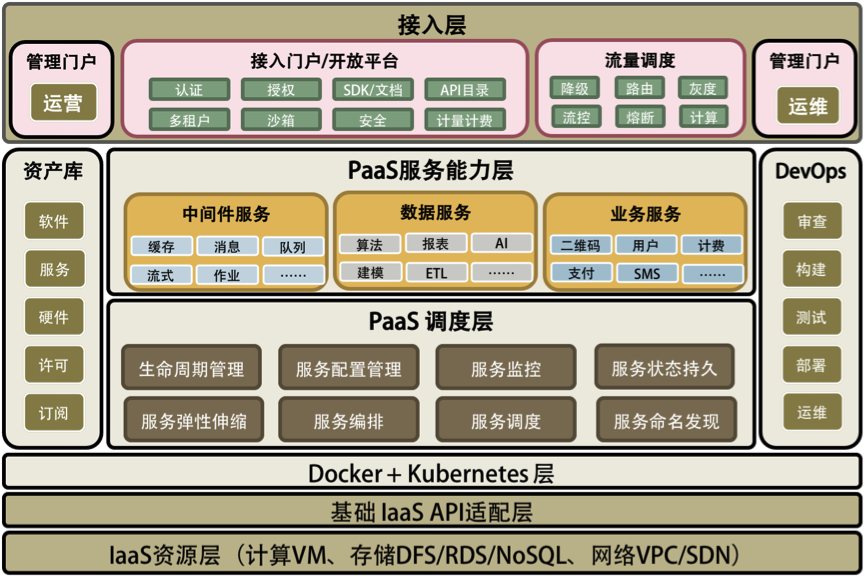 接入层
管理门户
运营
接入门户/开放平台
认证 授权 SDK/文档 API目录
多租户 沙箱 安全 计量计费
流量调度
降级 路由 灰度
流控 熔断 计算
管理门户
运维
资产库
软件
服务
硬件
许可
订阅
PaaS服务能力层
中间件服务
缓存 消息 队列
流式 作业 ······
数据服务
算法 报表 AI
建模 ETL ······
业务服务
二维码 用户 计费
支付 SMS ······
PaaS 调度层
生命周期管理 服务配置管理 服务监控 服务状态持久
服务弹性伸缩 服务编排 服务调度 服务命名发现
DevOps
审查
构建
测试
部署
运维
Docker + Kubernetes 层
基础 IaaS API适配层
IaaS资源层（计算VM、存储DFS/RDS/NoSQL、网络VPC/SDN）